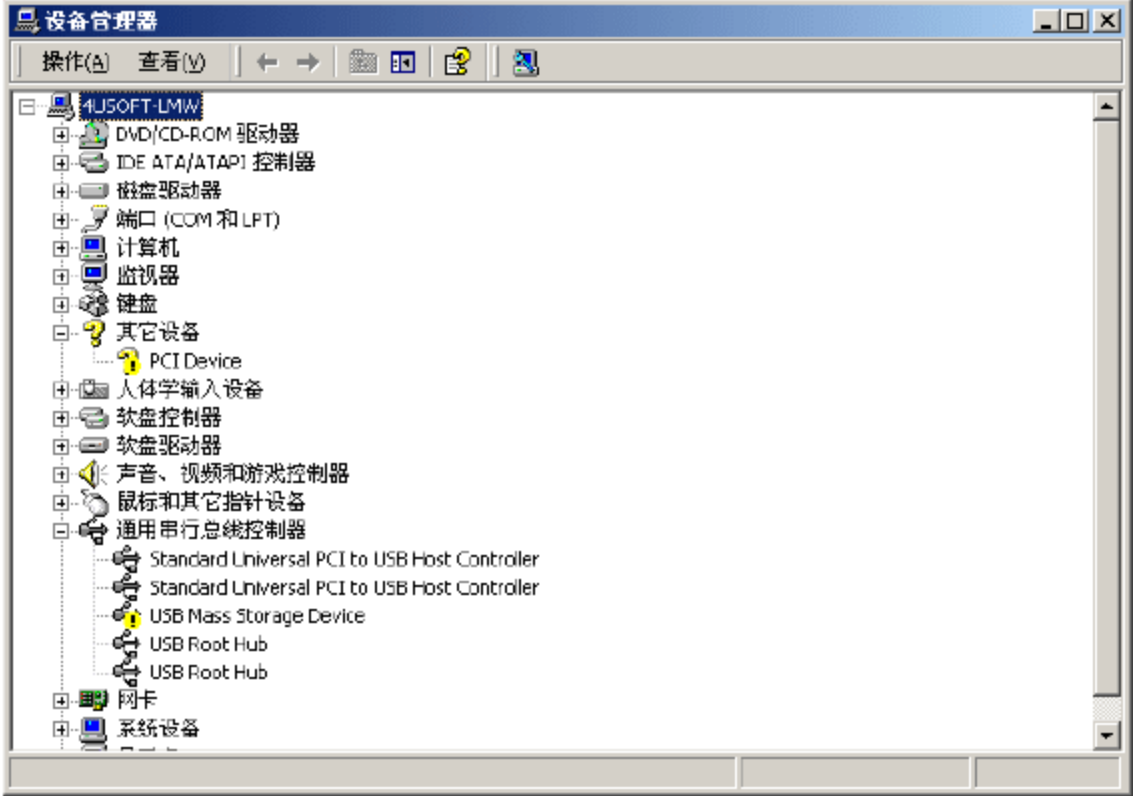 设备管理器
操作(A) 查看(V)
4USOFT-LMW
DVD/CD-ROM 驱动器
IDE ATA/ATAPI 控制器
磁盘驱动器
端口 (COM 和 LPT)
计算机
监视器
键盘
其它设备
PCI Device
人体学输入设备
软盘控制器
软盘驱动器
声音、视频和游戏控制器
鼠标和其它指针设备
通用串行总线控制器
Standard Universal PCI to USB Host Controller
Standard Universal PCI to USB Host Controller
USB Mass Storage Device
USB Root Hub
USB Root Hub
网卡
系统设备